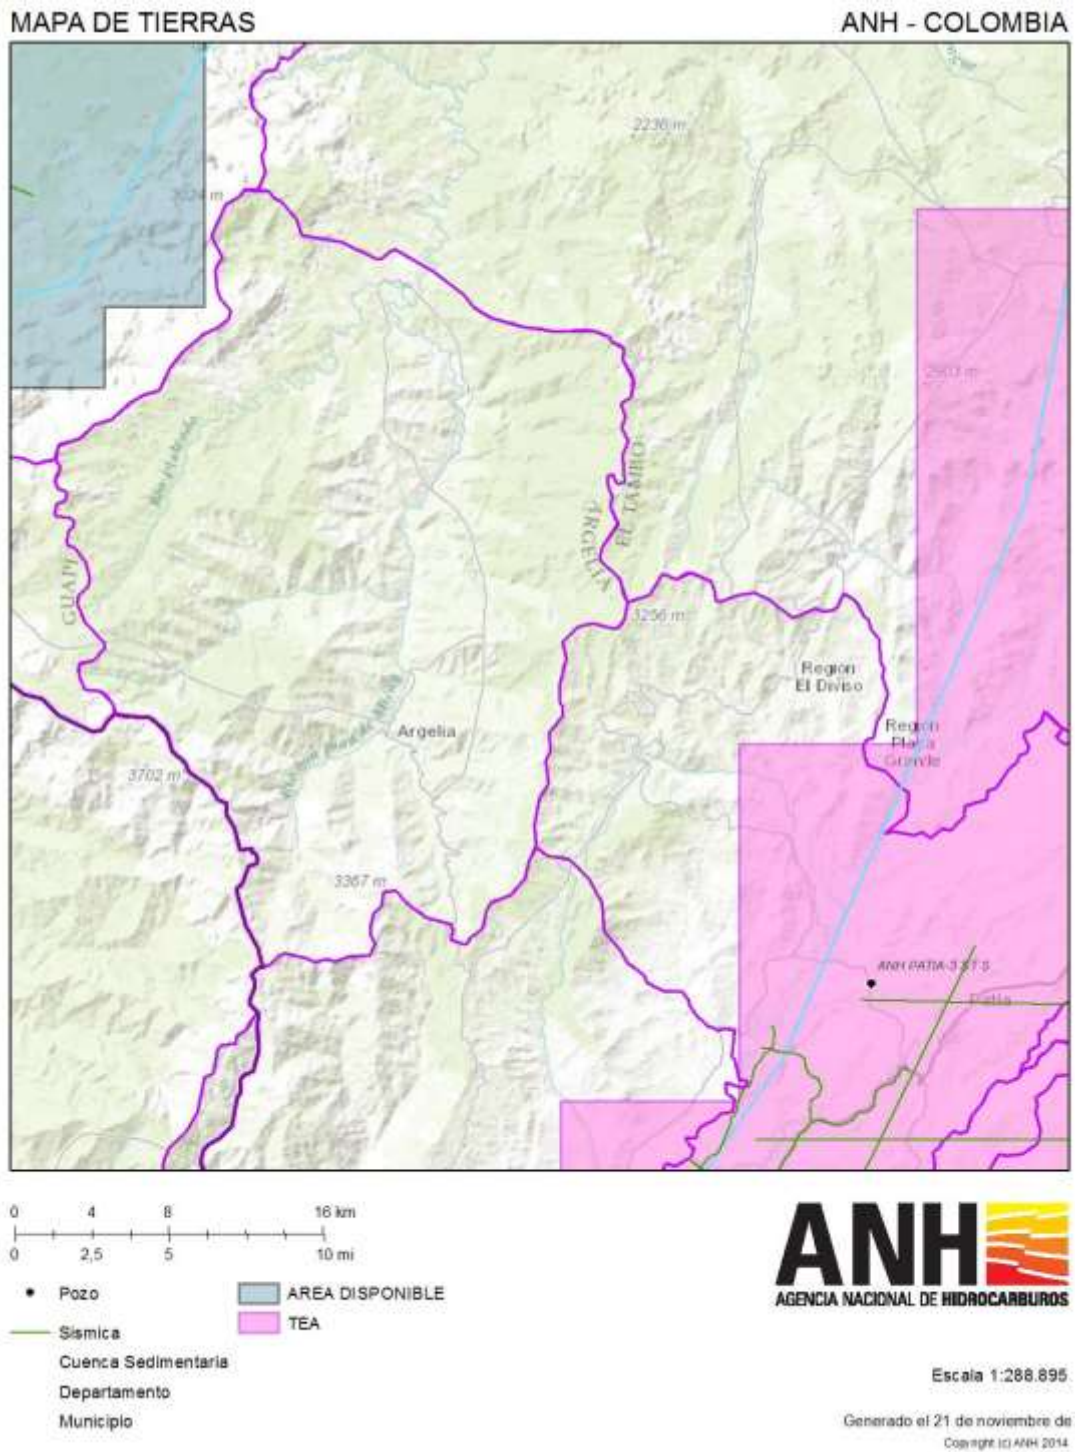 MAPA DE TIERRAS
ANH - COLOMBIA
2236 m
2903 m
EL TAMBO
ARGELIA
GUAPI
3256 m
Región
El Diviso
Región
Plaza
Grande
Argelia
3702 m
3367 m
ANH PATIA-3 ST S
Patía
0 4 8 16 km
0 2,5 5 10 mi
Pozo
Sísmica
Cuenca Sedimentaria
Departamento
Municipio
AREA DISPONIBLE
TEA
ANH
AGENCIA NACIONAL DE HIDROCARBUROS
Escala 1:288.895
Generado el 21 de noviembre de
Copyright (c) ANH 2014